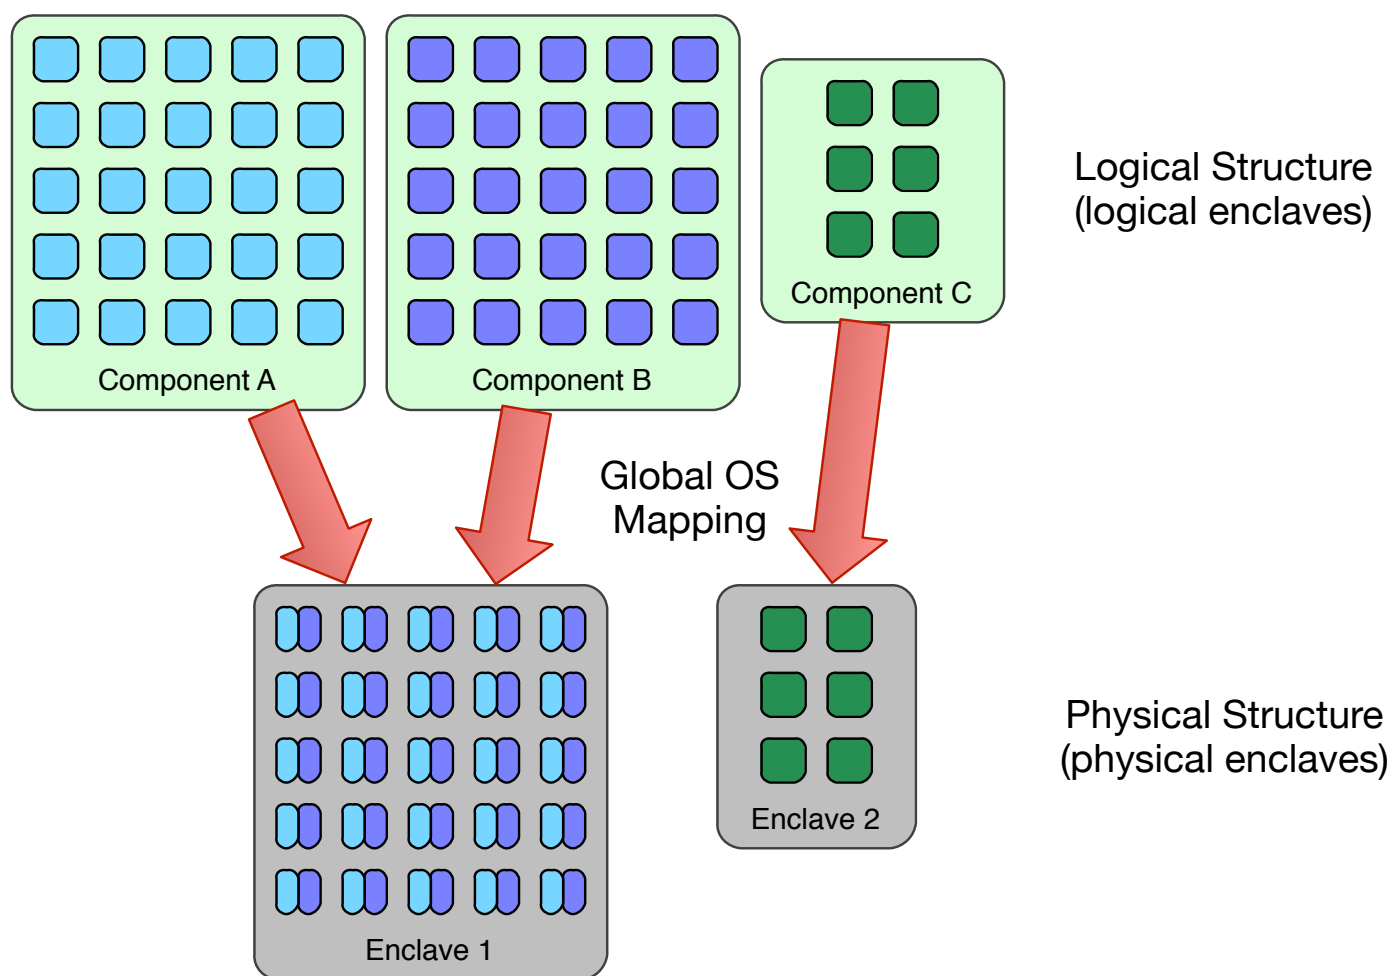 Component A
Component B
Component C
Logical Structure
(logical enclaves)
Global OS
Mapping
Enclave 1
Enclave 2
Physical Structure
(physical enclaves)